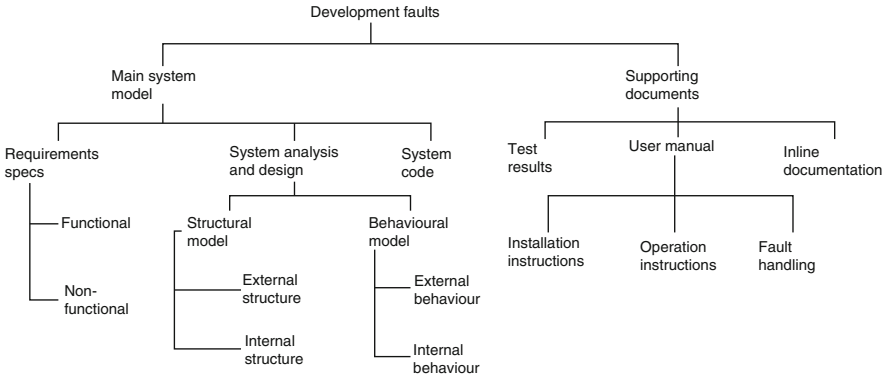 Development faults
Main system
model
Supporting
documents
Requirements
specs
System analysis
and design
System
code
Test
results
User manual
Inline
documentation
Functional
Non-
functional
Structural
model
Behavioural
model
External
structure
Internal
structure
External
behaviour
Internal
behaviour
Installation
instructions
Operation
instructions
Fault
handling